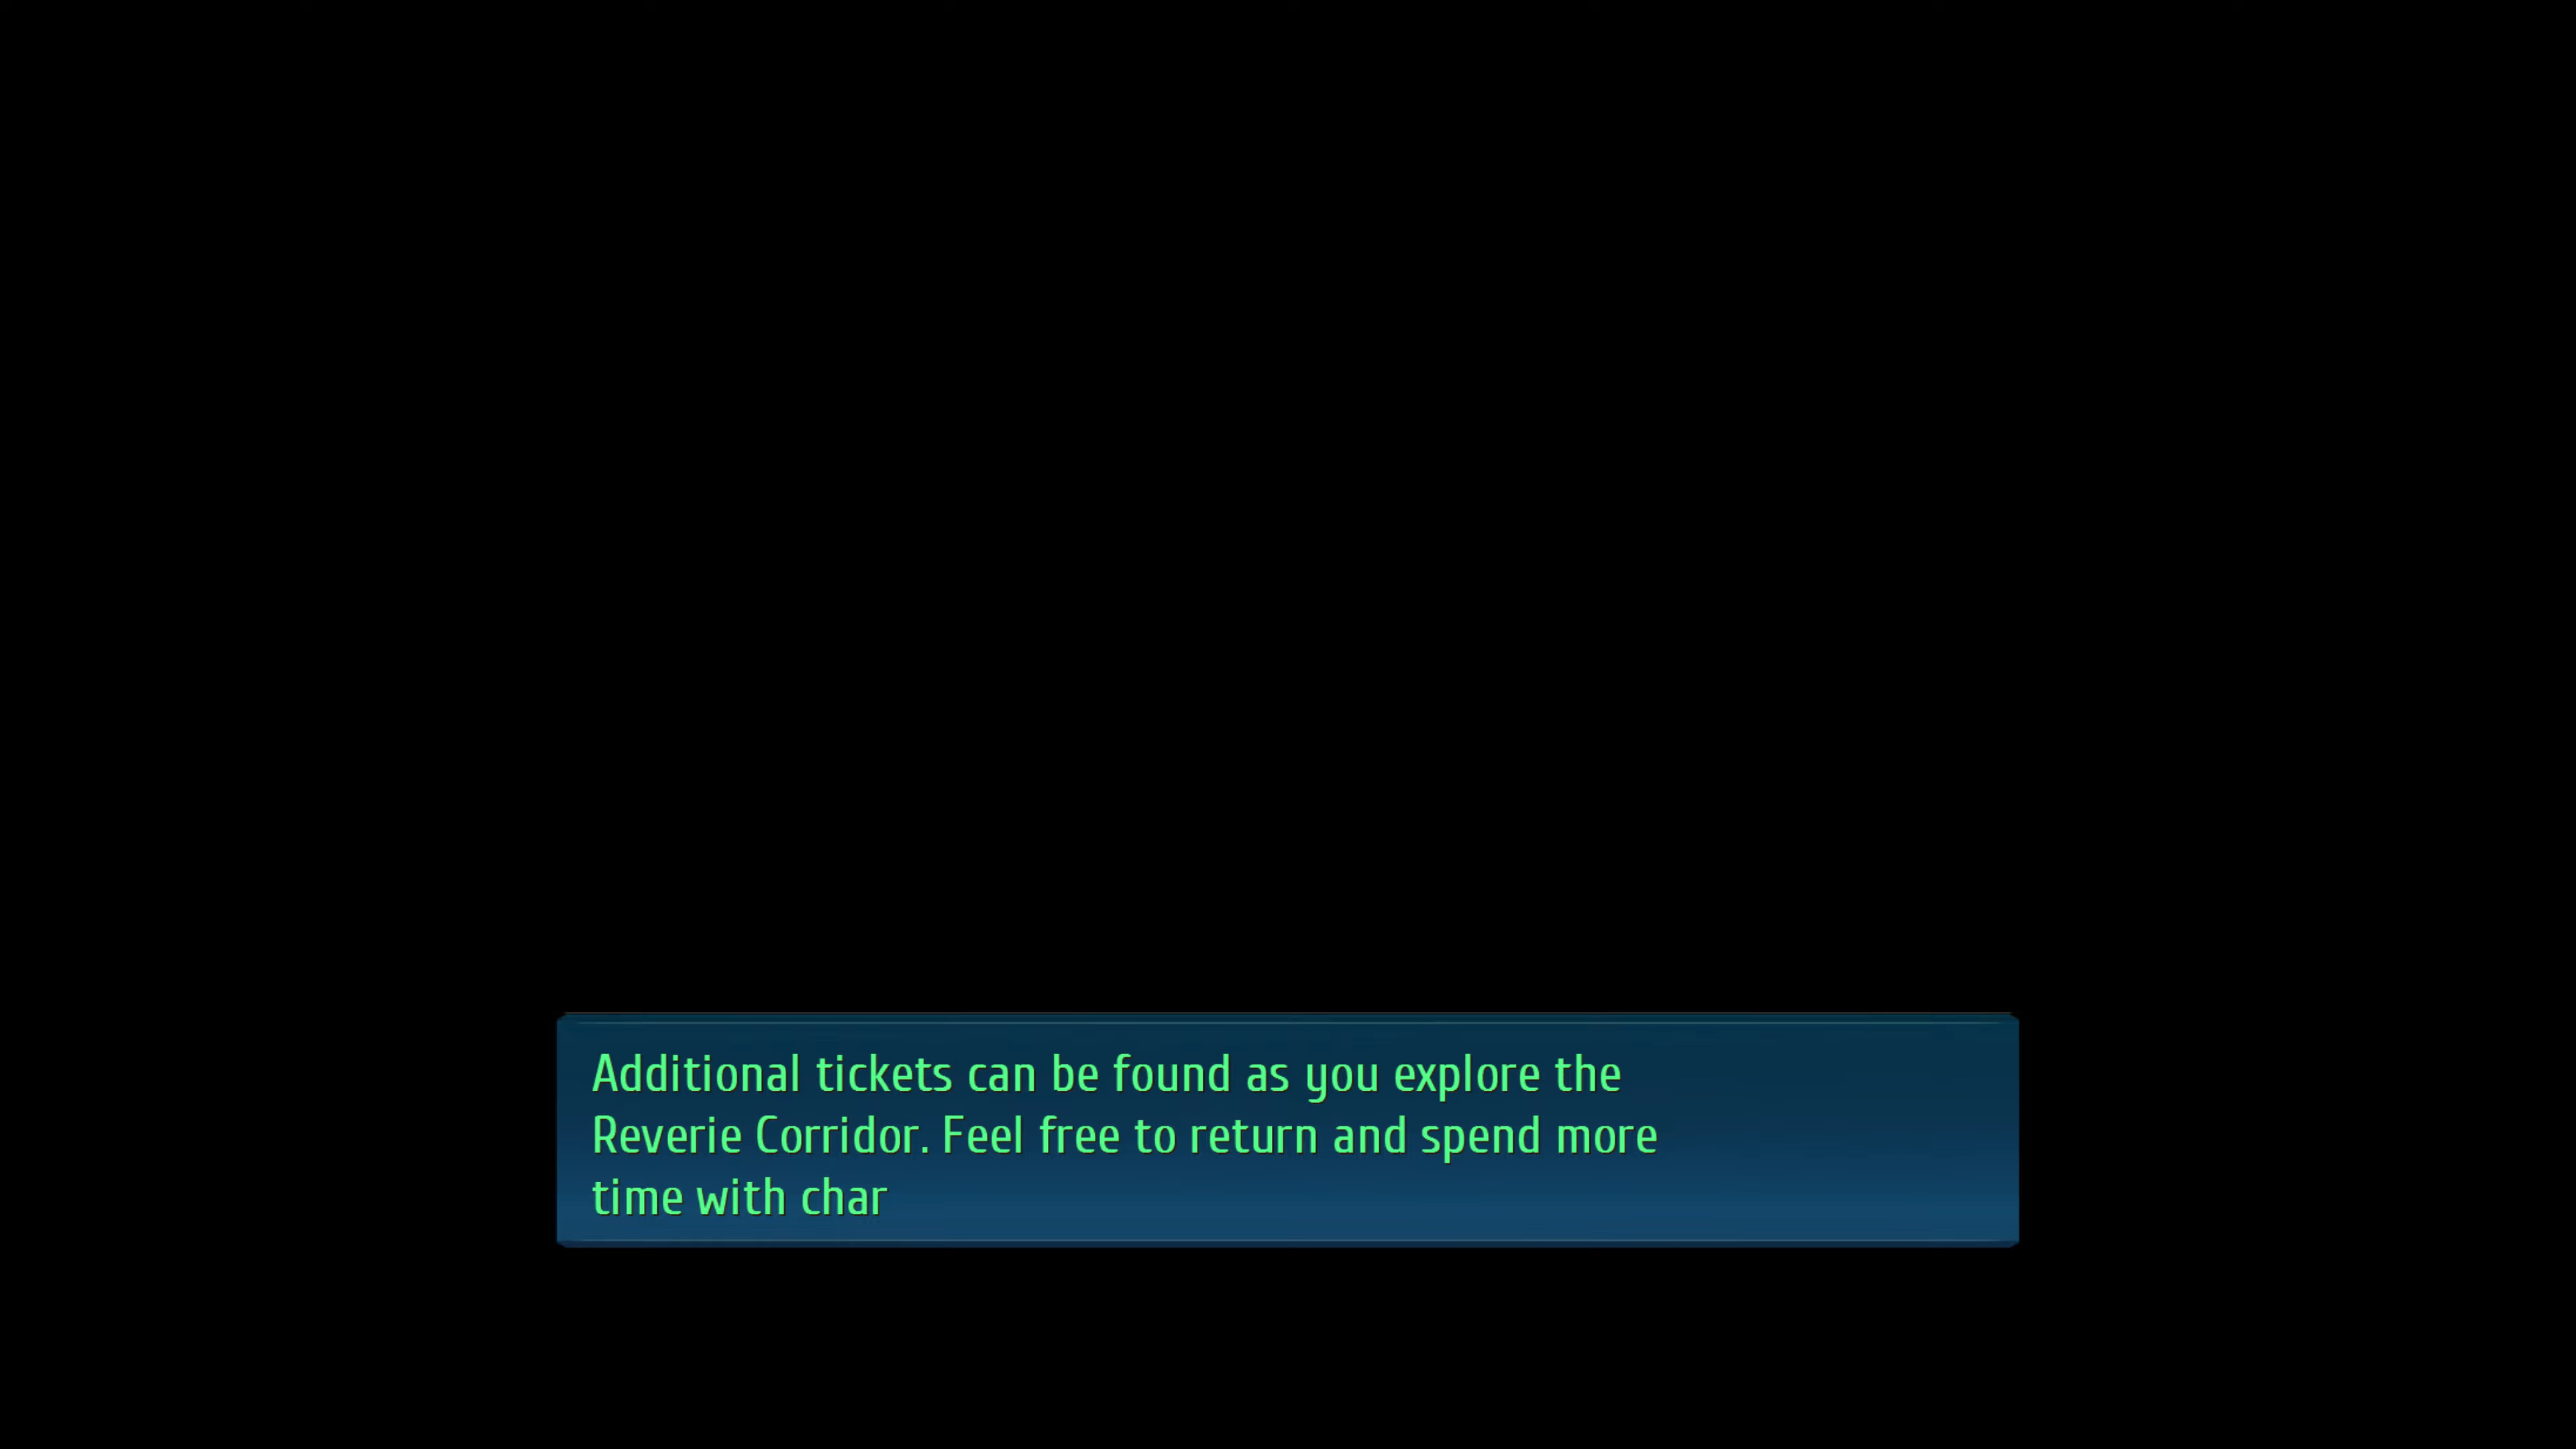 Additional tickets can be found as you explore the
Reverie Corridor. Feel free to return and spend more
time with char